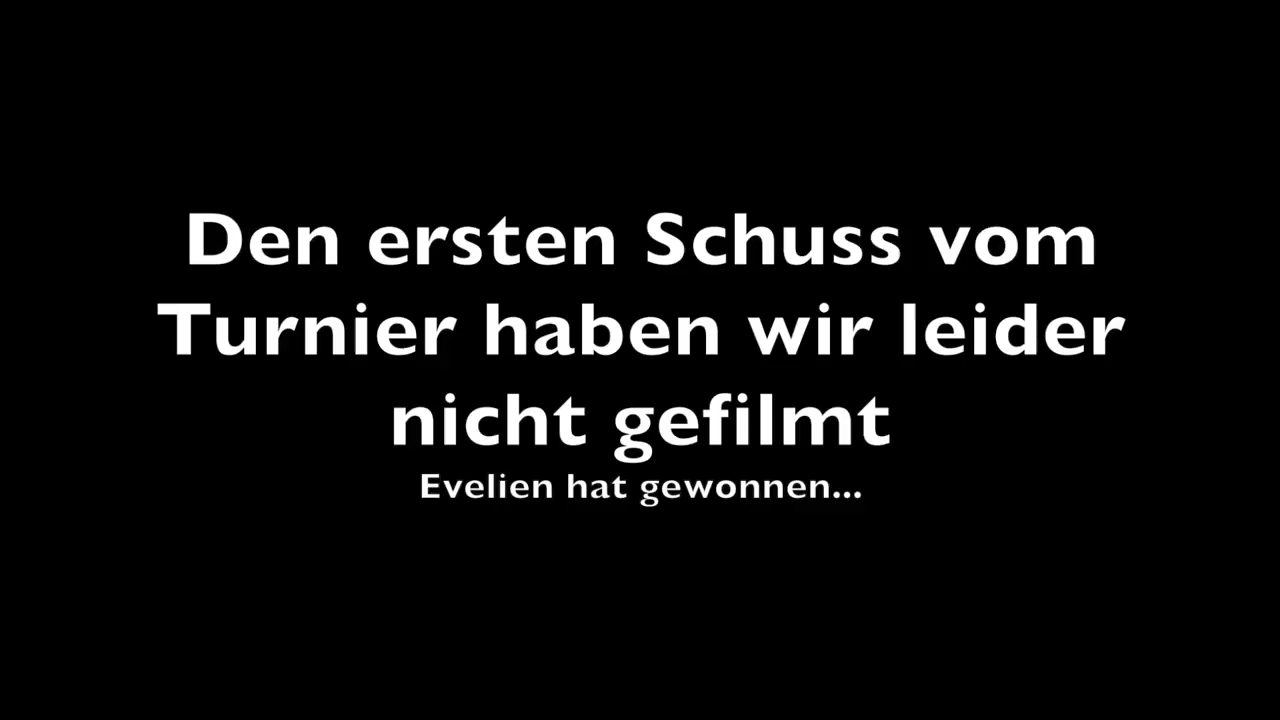 Den ersten Schuss vom
Turnier haben wir leider
nicht gefilmt
Evelien hat gewonnen...